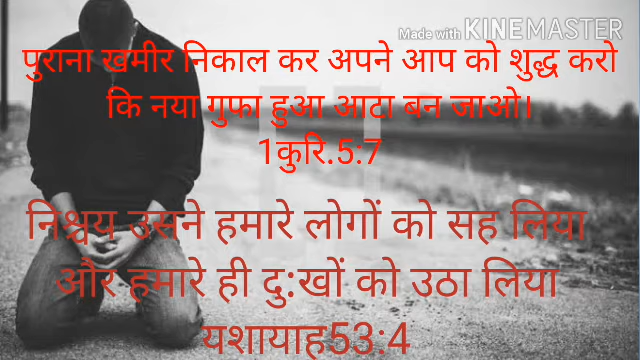 Made with KINEMASTER
पुराना खमीर निकाल कर अपने आप को शुद्ध करो
कि नया गुफा हुआ आटा बन जाओ।
1कुरि.5:7
निश्चय उसने हमारे लोगों को सह लिया
और हमारे ही दु:खों को उठा लिया
यशायाह53:4